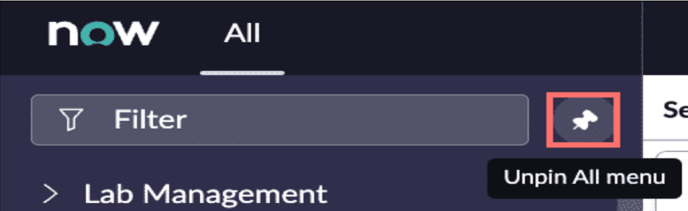 now
All
Filter
Se
Unpin All menu
Lab Management